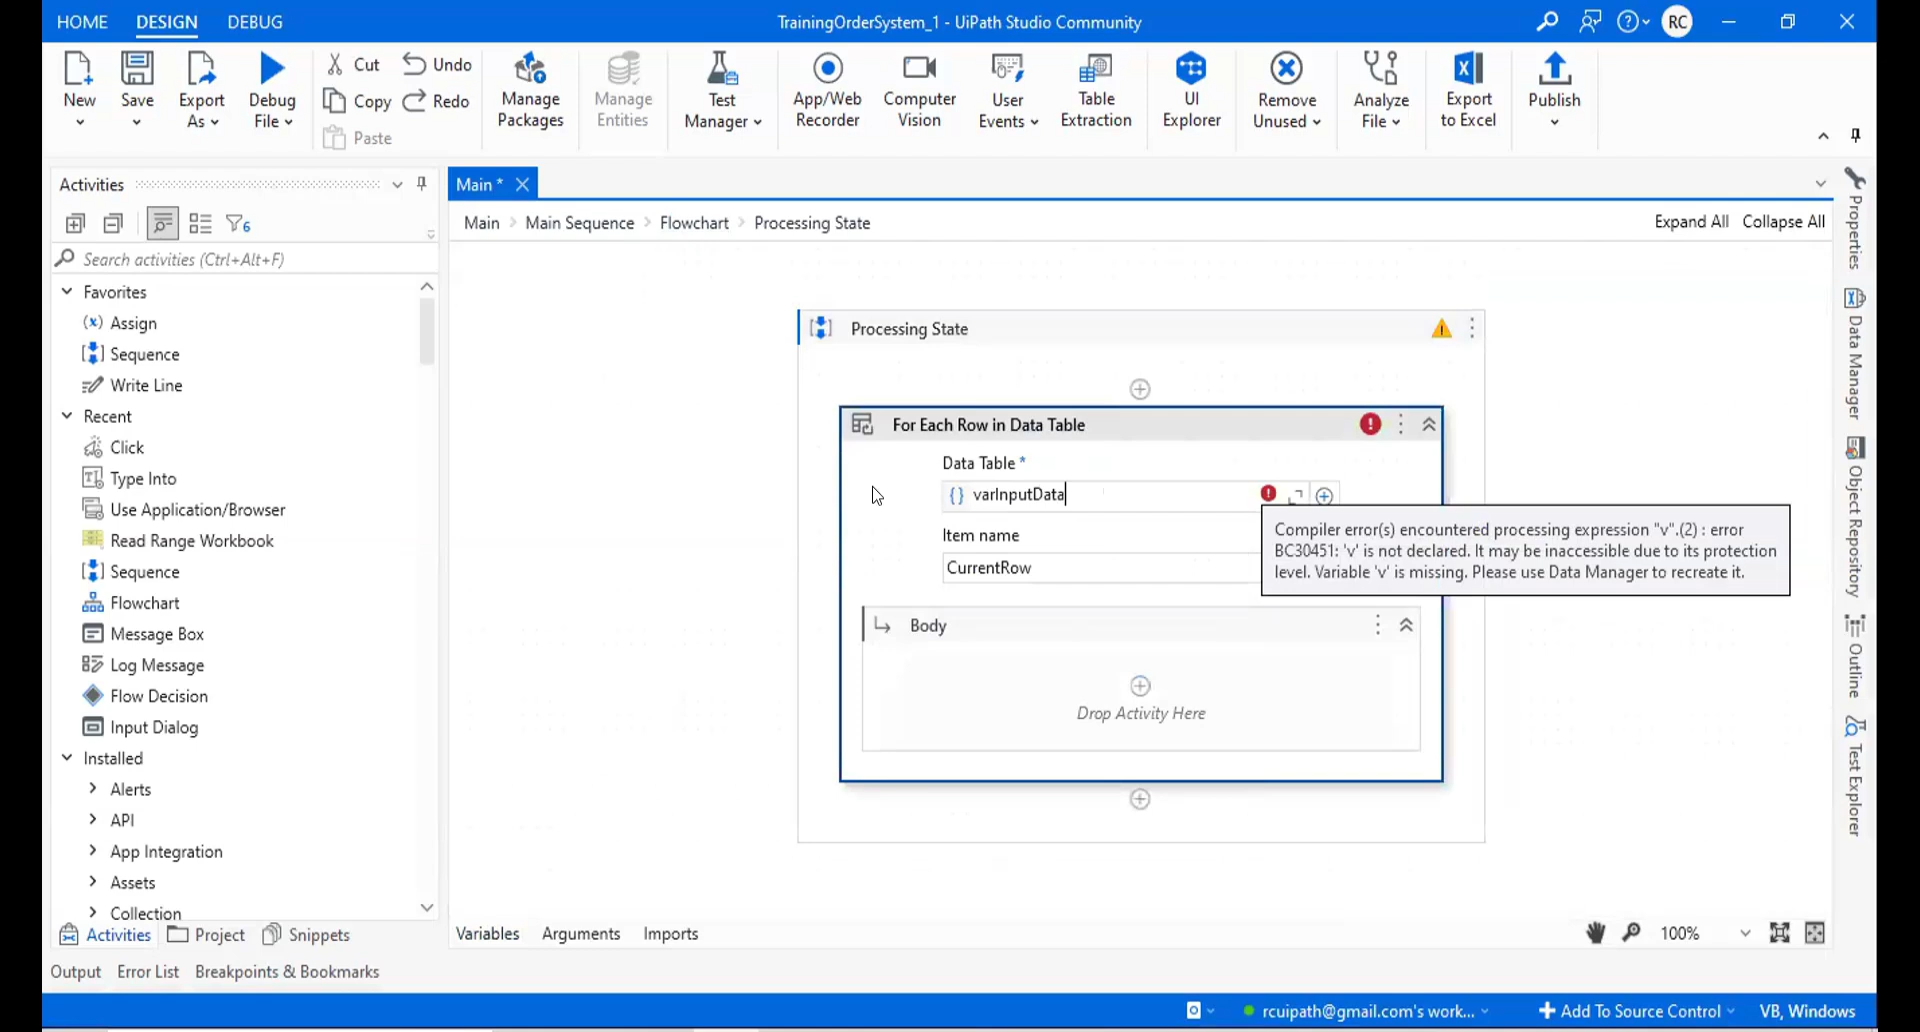 HOME DESIGN DEBUG
TrainingOrderSystem_1 - UiPath Studio Community
RC
New
Save
Export As
Debug File
Cut
Copy
Paste
Undo
Redo
Manage Packages
Manage Entities
Test Manager
App/Web Recorder
Computer Vision
User Events
Table Extraction
UI Explorer
Remove Unused
Analyze File
Export to Excel
Publish
Activities
6
Search activities (Ctrl+Alt+F)
Favorites
Assign
Sequence
Write Line
Recent
Click
Type Into
Use Application/Browser
Read Range Workbook
Sequence
Flowchart
Message Box
Log Message
Flow Decision
Input Dialog
Installed
Alerts
API
App Integration
Assets
Collection
Activities Project Snippets
Main *
Main Main Sequence Flowchart Processing State
Expand All Collapse All
Processing State
For Each Row in Data Table
Data Table *
varInputData
Item name
CurrentRow
Compiler error(s) encountered processing expression "v".(2) : error
BC30451: 'v' is not declared. It may be inaccessible due to its protection
level. Variable 'v' is missing. Please use Data Manager to recreate it.
Body
Drop Activity Here
Variables Arguments Imports
100%
Properties
Data Manager
Object Repository
Outline
Test Explorer
Output Error List Breakpoints & Bookmarks
rcuipath@gmail.com's work...
Add To Source Control
VB, Windows